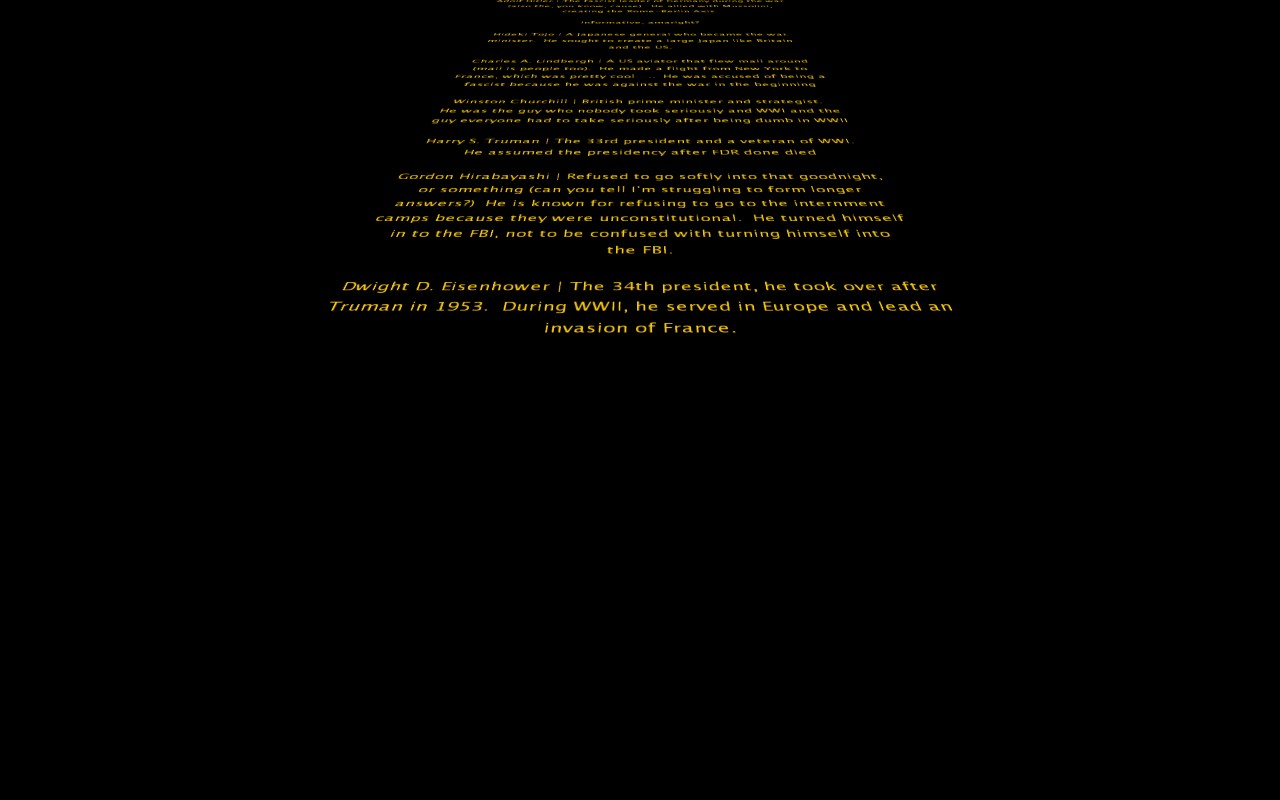 Adolf Hitler | The fascist leader of Germany during the war
(also the, you know, cause). He allied with Mussolini,
creating the Rome-Berlin Axis
informative, amaright?
Hideki Tojo | A Japanese general who became the war
minister. He sought to create a large Japan like Britain
and the US.
Charles A. Lindbergh | A US aviator that flew mail around
(mail is people too). He made a flight from New York to
France, which was pretty cool ... He was accused of being a
fascist because he was against the war in the beginning
Winston Churchill | British prime minister and strategist.
He was the guy who nobody took seriously and WWI and the
guy everyone had to take seriously after being dumb in WWII
Harry S. Truman | The 33rd president and a veteran of WWI.
He assumed the presidency after FDR done died
Gordon Hirabayashi | Refused to go softly into that goodnight,
or something (can you tell I'm struggling to form longer
answers?) He is known for refusing to go to the internment
camps because they were unconstitutional. He turned himself
in to the FBI, not to be confused with turning himself into
the FBI.
Dwight D. Eisenhower | The 34th president, he took over after
Truman in 1953. During WWII, he served in Europe and lead an
invasion of France.